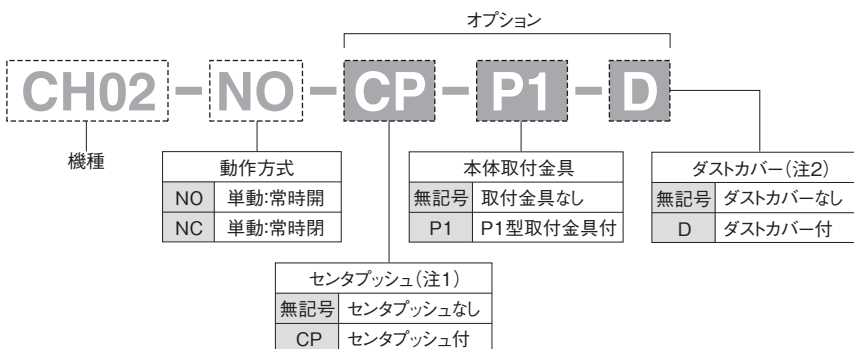 オプション
CH02-NO-CP-P1-D
機種
動作方式
NO 単動:常時開
NC 単動:常時閉
本体取付金具
無記号 取付金具なし
P1 P1型取付金具付
ダストカバー(注2)
無記号 ダストカバーなし
D ダストカバー付
センタプッシュ(注1)
無記号 センタプッシュなし
CP センタプッシュ付